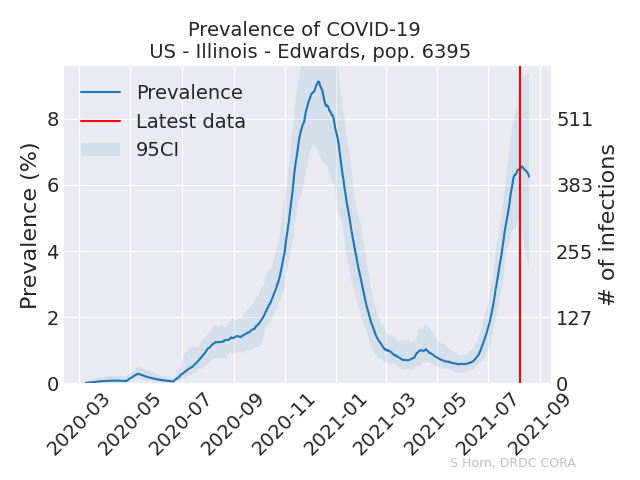 Prevalence of COVID-19
US - Illinois - Edwards, pop. 6395
Prevalence
Latest data
95CI
Prevalence (%)
8
6
4
2
0
# of infections
511
383
255
127
0
2020-03
2020-05
2020-07
2020-09
2020-11
2021-01
2021-03
2021-05
2021-07
2021-09
S Horn, DRDC CORA